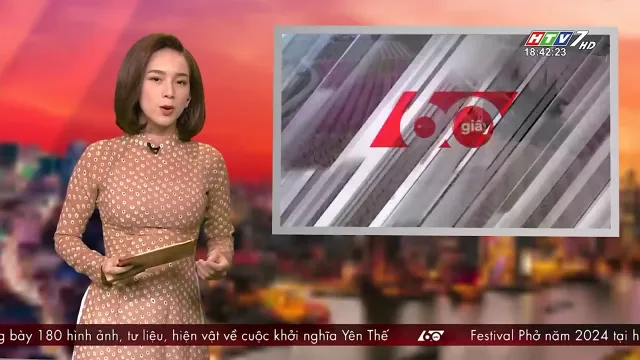 HTV7 HD
18:42:23
60 giây
g bày 180 hình ảnh, tư liệu, hiện vật về cuộc khởi nghĩa Yên Thế 60 Festival Phở năm 2024 tại h